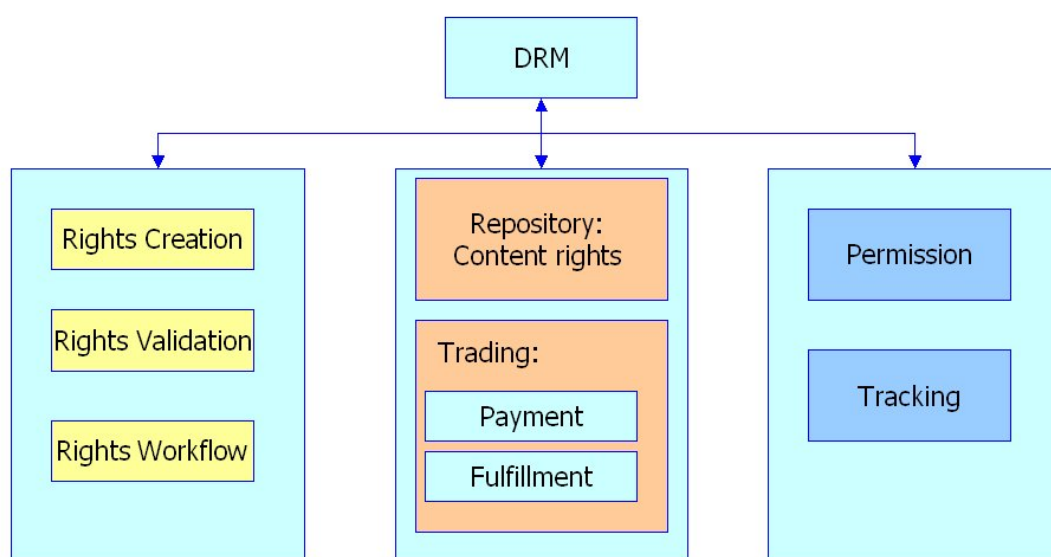 DRM
Rights Creation
Rights Validation
Rights Workflow
Repository:
Content rights
Trading:
Payment
Fulfillment
Permission
Tracking